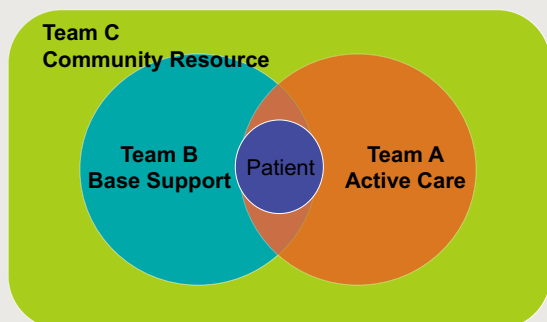 Team C
Community Resource
Team B
Base Support
Patient
Team A
Active Care